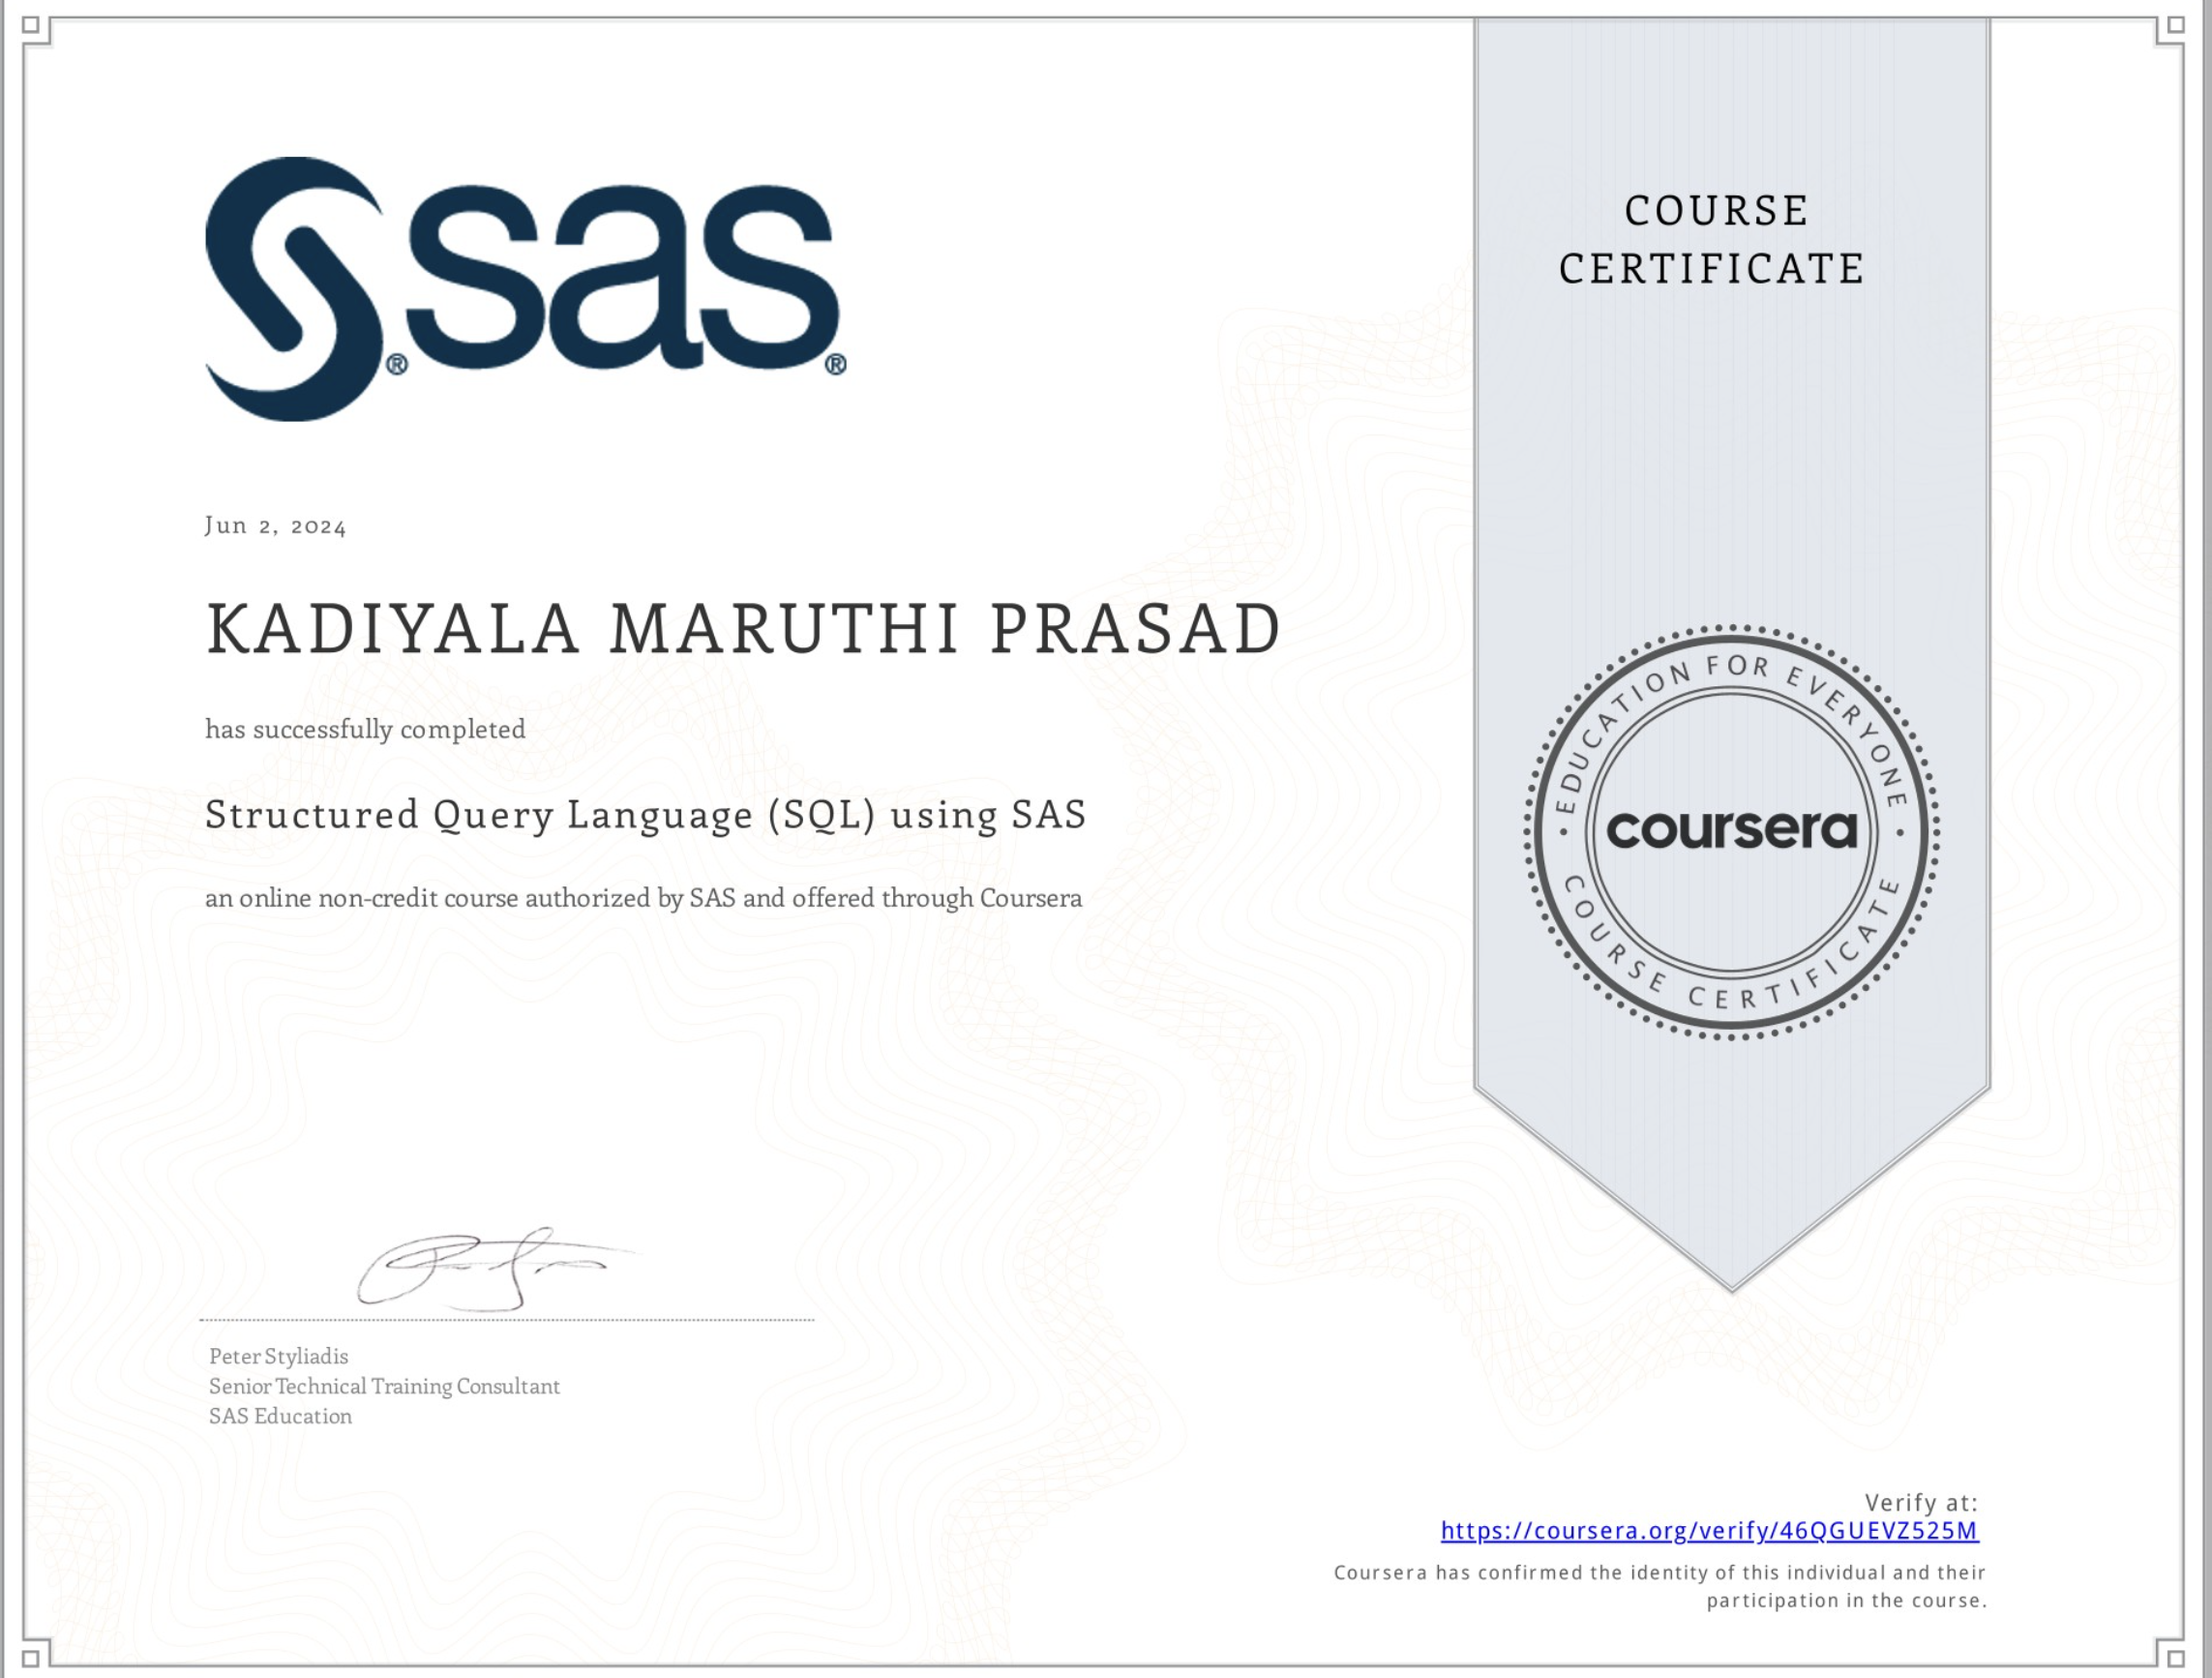 sas
®
®
COURSE
CERTIFICATE
Jun 2, 2024
KADIYALA MARUTHI PRASAD
has successfully completed
Structured Query Language (SQL) using SAS
an online non-credit course authorized by SAS and offered through Coursera
• EDUCATION FOR EVERYONE •
coursera
COURSE CERTIFICATE
Peter Styliadis
Senior Technical Training Consultant
SAS Education
Verify at:
https://coursera.org/verify/46QGUEVZ525M
Coursera has confirmed the identity of this individual and their
participation in the course.